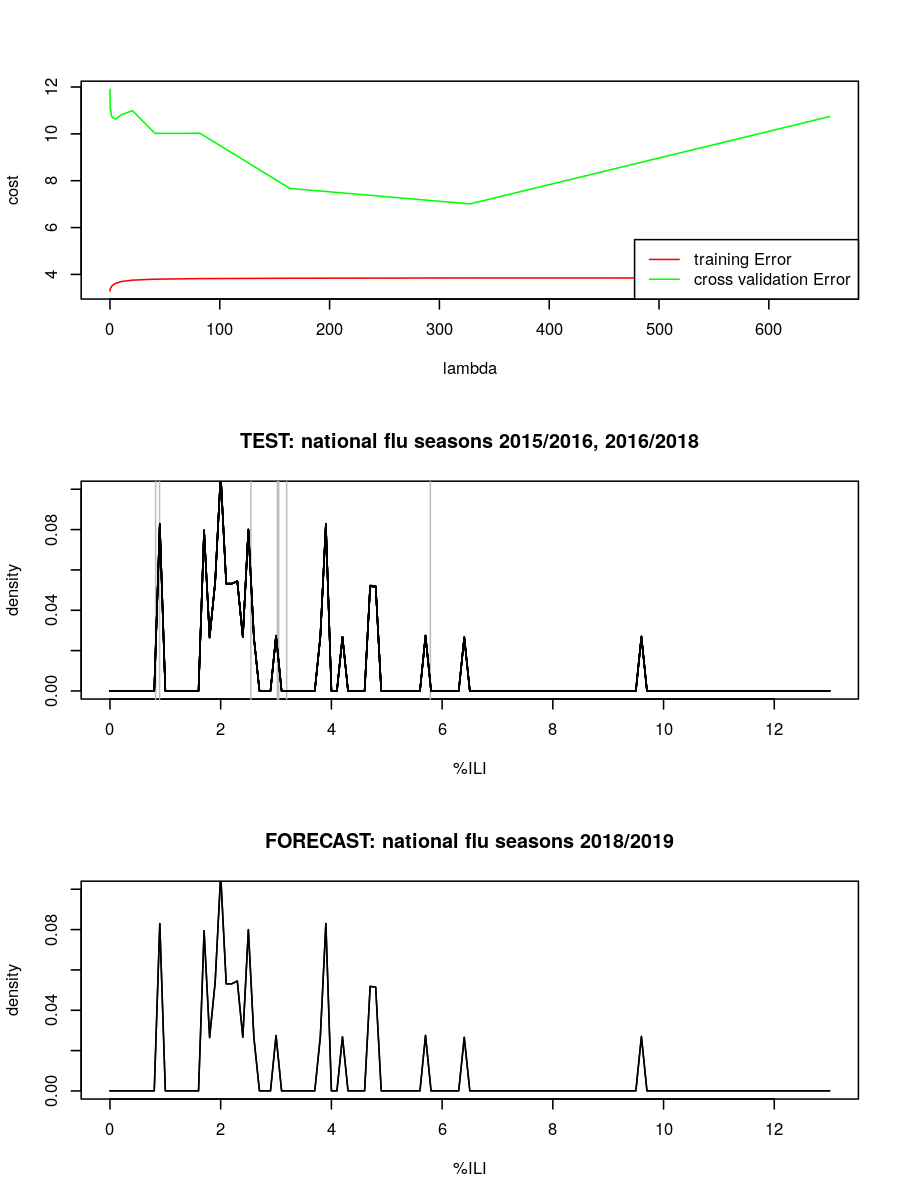 12
10
8
6
4
cost
training Error
cross validation Error
0 100 200 300 400 500 600
lambda
TEST: national flu seasons 2015/2016, 2016/2018
0.08
0.04
0.00
density
0 2 4 6 8 10 12
%ILI
FORECAST: national flu seasons 2018/2019
0.08
0.04
0.00
density
0 2 4 6 8 10 12
%ILI